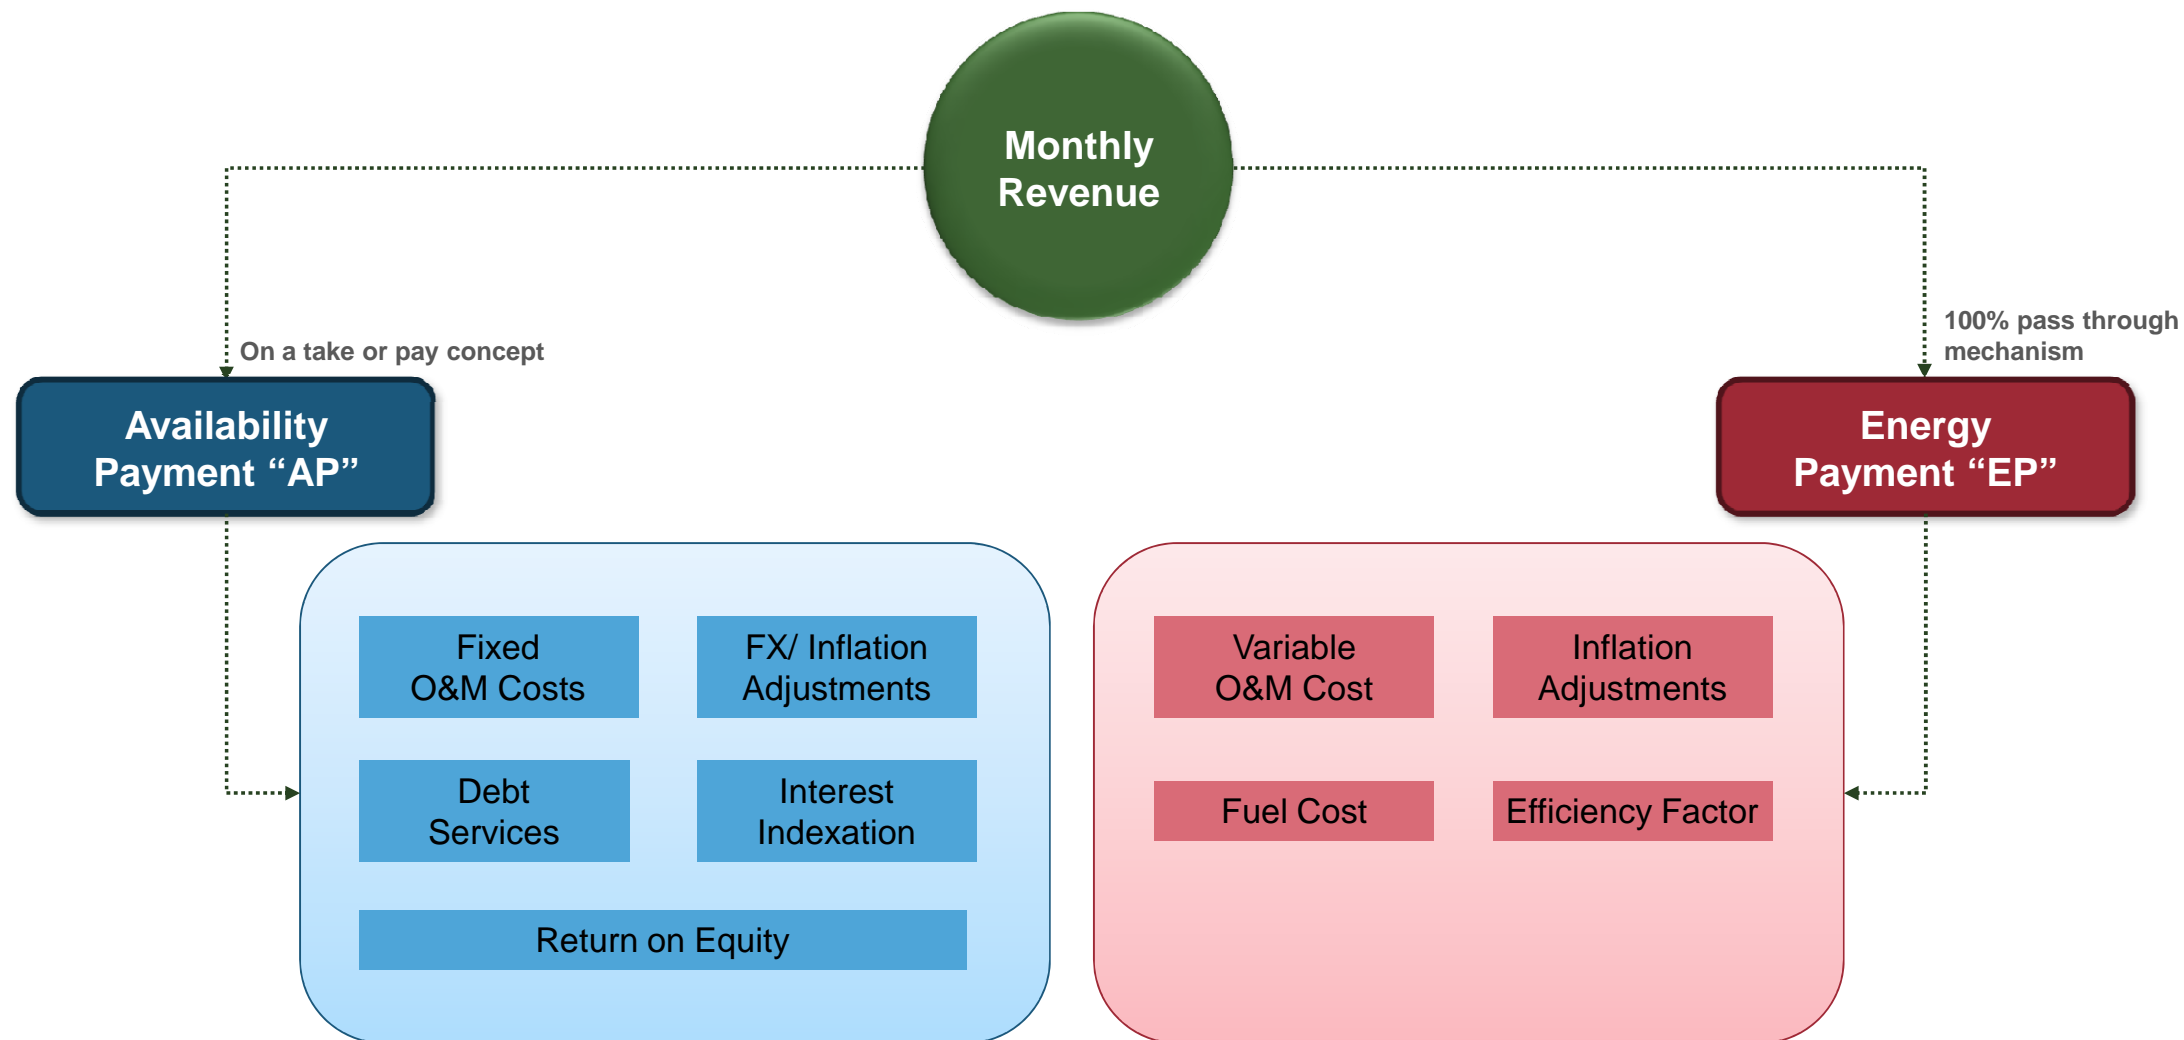 Monthly
Revenue
On a take or pay concept
100% pass through
mechanism
Availability
Payment “AP”
Energy
Payment “EP”
Fixed
O&M Costs
FX/ Inflation
Adjustments
Debt
Services
Interest
Indexation
Return on Equity
Variable
O&M Cost
Inflation
Adjustments
Fuel Cost
Efficiency Factor